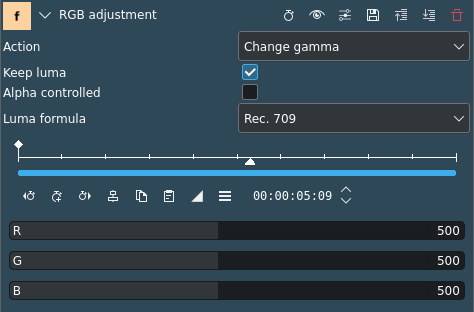 f RGB adjustment
Action Change gamma
Keep luma
Alpha controlled
Luma formula Rec. 709
00:00:05:09
R 500
G 500
B 500